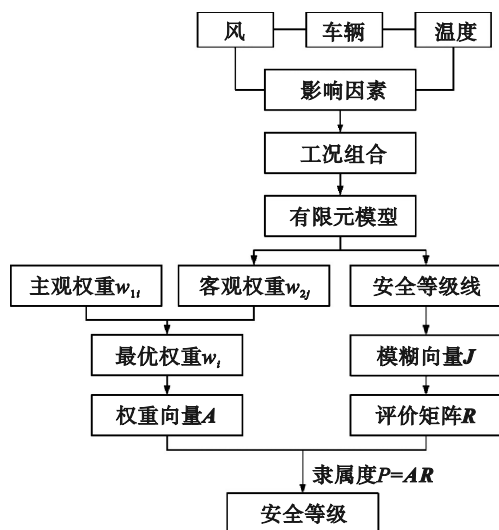 风 车辆 温度
影响因素
工况组合
有限元模型
主观权重w₁ᵢ 客观权重w₂ⱼ 安全等级线
最优权重wᵢ 模糊向量J
权重向量A 评价矩阵R
隶属度P=AR
安全等级